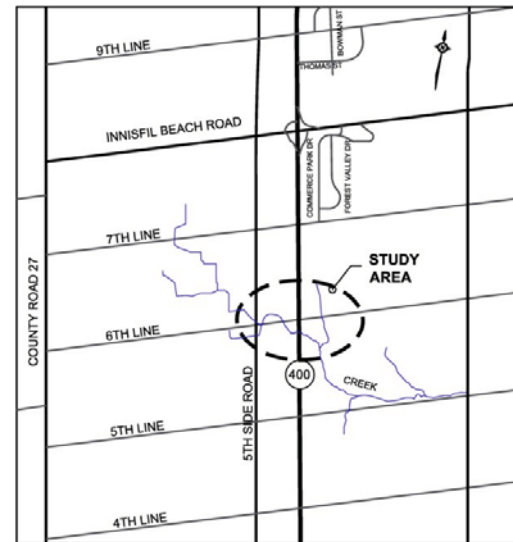 BOWMAN ST
9TH LINE
THOMAS ST
INNISFIL BEACH ROAD
COMMERCE PARK DR
FOREST VALLEY DR
7TH LINE
STUDY
AREA
COUNTY ROAD 27
6TH LINE
400
5TH SIDE ROAD
CREEK
5TH LINE
4TH LINE